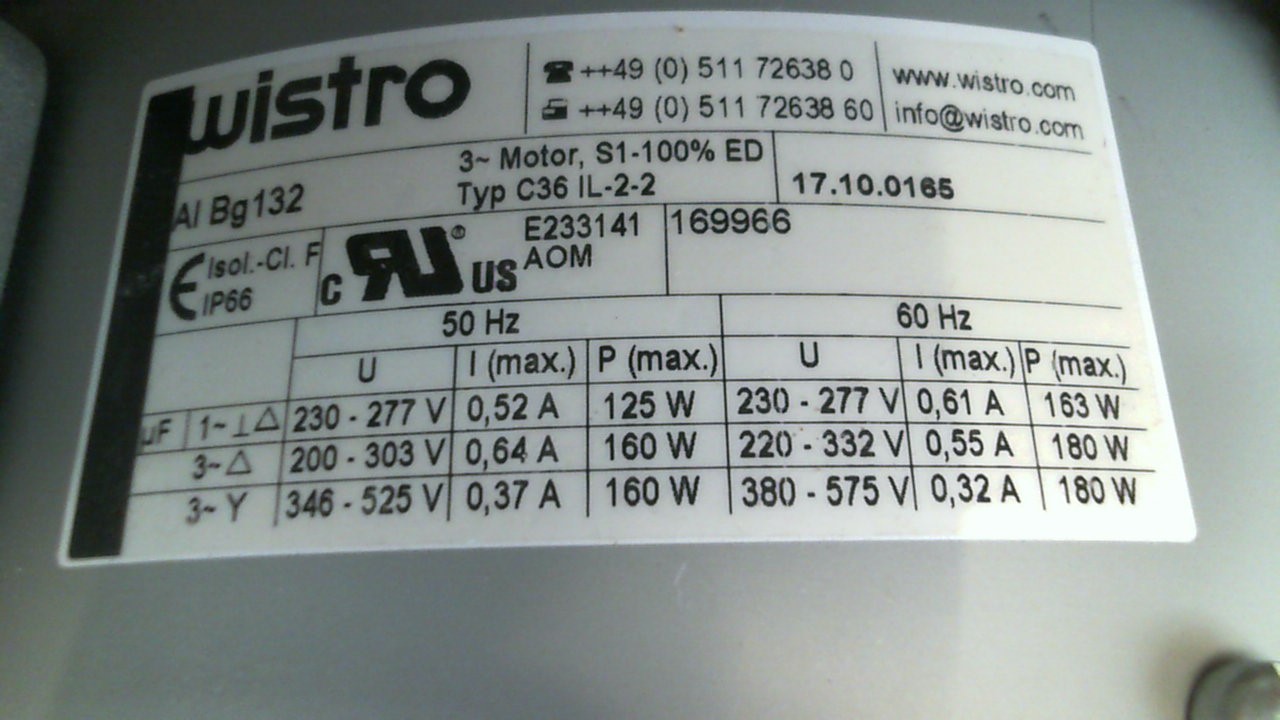 wistro
++49 (0) 511 72638 0
++49 (0) 511 72638 60
www.wistro.com
info@wistro.com
Al Bg132
3~ Motor, S1-100% ED
Typ C36 IL-2-2
17.10.0165
CE Isol.-Cl. F
IP66
c RU® US
E233141
AOM
169966
50 Hz 60 Hz
U I (max.) P (max.) U I (max.) P (max.)
µF 1~⊥△ 230 - 277 V 0,52 A 125 W 230 - 277 V 0,61 A 163 W
3~△ 200 - 303 V 0,64 A 160 W 220 - 332 V 0,55 A 180 W
3~ Y 346 - 525 V 0,37 A 160 W 380 - 575 V 0,32 A 180 W